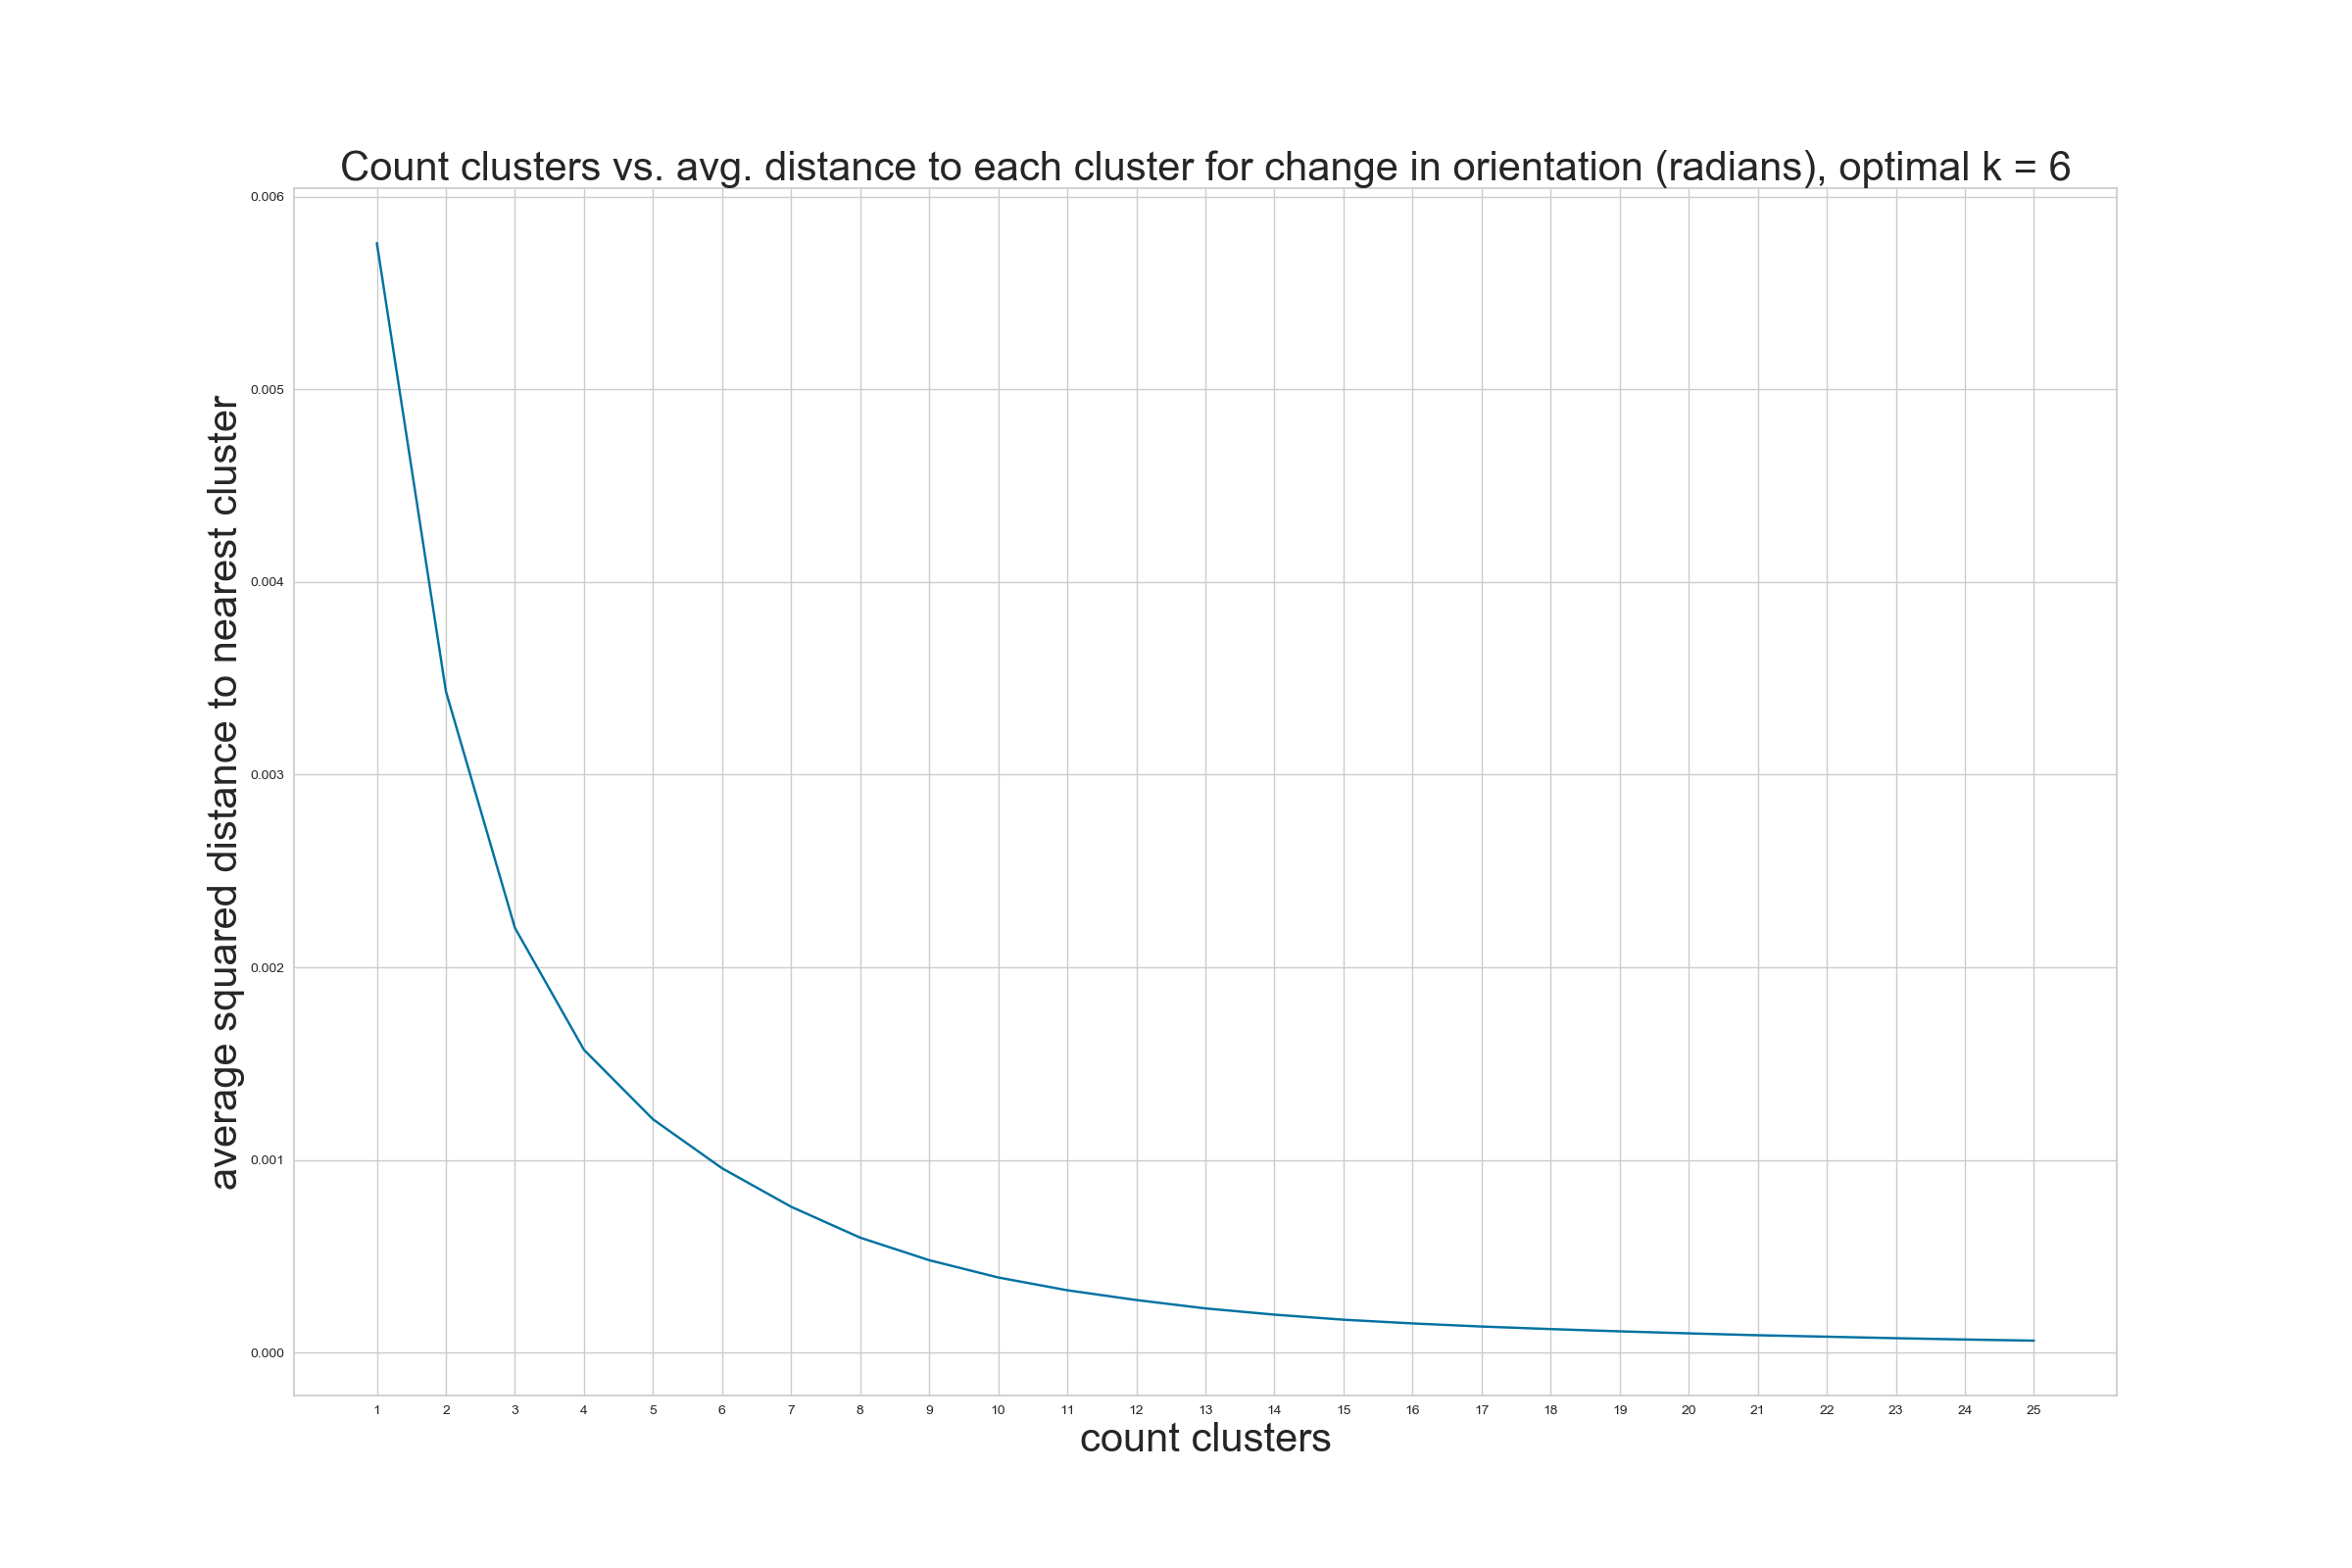 Count clusters vs. avg. distance to each cluster for change in orientation (radians), optimal k = 6
average squared distance to nearest cluster
0.006
0.005
0.004
0.003
0.002
0.001
0.000
1 2 3 4 5 6 7 8 9 10 11 12 13 14 15 16 17 18 19 20 21 22 23 24 25
count clusters